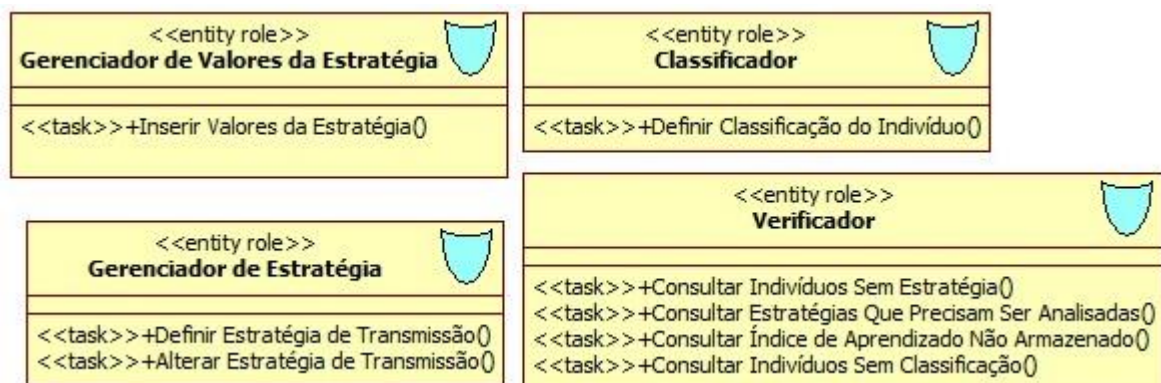 <<entity role>>
Gerenciador de Valores da Estratégia
<<task>>+Inserir Valores da Estratégia()
<<entity role>>
Classificador
<<task>>+Definir Classificação do Indivíduo()
<<entity role>>
Gerenciador de Estratégia
<<task>>+Definir Estratégia de Transmissão()
<<task>>+Alterar Estratégia de Transmissão()
<<entity role>>
Verificador
<<task>>+Consultar Indivíduos Sem Estratégia()
<<task>>+Consultar Estratégias Que Precisam Ser Analisadas()
<<task>>+Consultar Índice de Aprendizado Não Armazenado()
<<task>>+Consultar Indivíduos Sem Classificação()